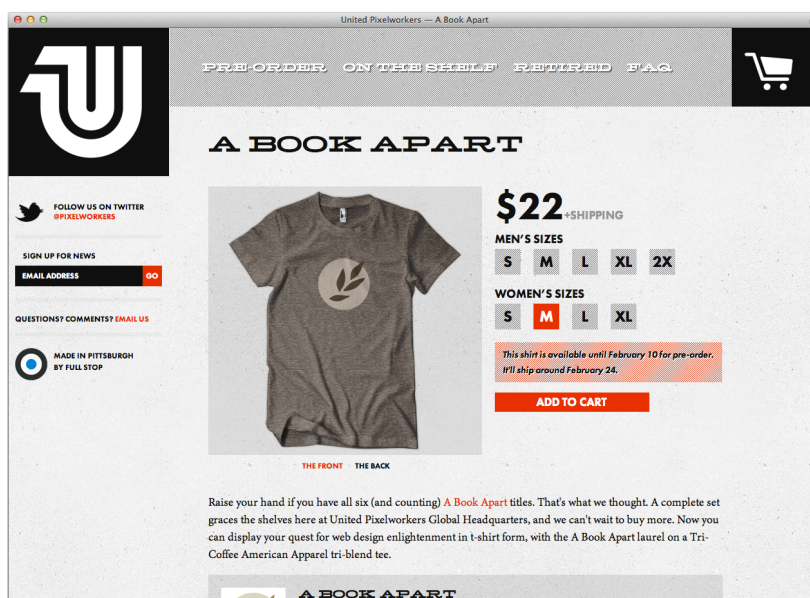 United Pixelworkers — A Book Apart
PRE-ORDER ON THE SHELF RETIRED FAQ
A BOOK APART
FOLLOW US ON TWITTER
@PIXELWORKERS
SIGN UP FOR NEWS
EMAIL ADDRESS GO
QUESTIONS? COMMENTS? EMAIL US
MADE IN PITTSBURGH
BY FULL STOP
$22 +SHIPPING
MEN'S SIZES
S M L XL 2X
WOMEN'S SIZES
S M L XL
This shirt is available until February 10 for pre-order.
It'll ship around February 24.
ADD TO CART
THE FRONT THE BACK
Raise your hand if you have all six (and counting) A Book Apart titles. That's what we thought. A complete set
graces the shelves here at United Pixelworkers Global Headquarters, and we can't wait to buy more. Now you
can display your quest for web design enlightenment in t-shirt form, with the A Book Apart laurel on a Tri-
Coffee American Apparel tri-blend tee.
A BOOK APART